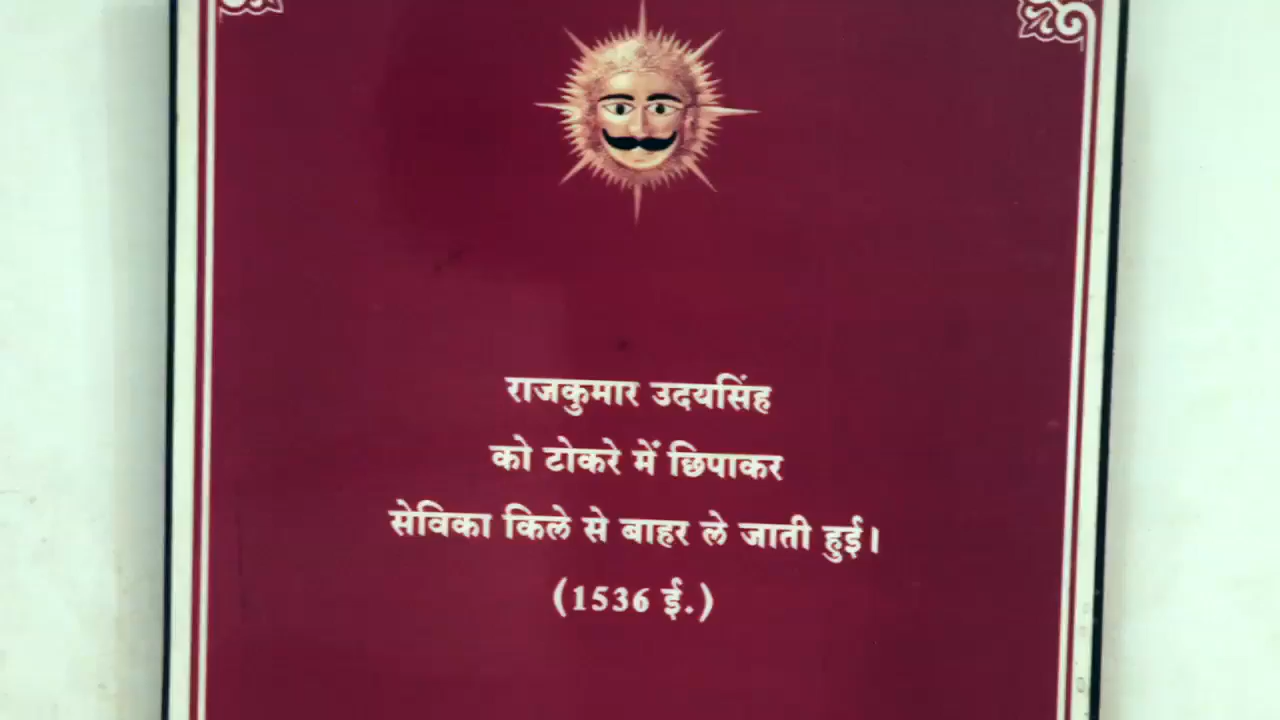 राजकुमार उदयसिंह
को टोकरे में छिपाकर
सेविका किले से बाहर ले जाती हुई।
(1536 ई.)